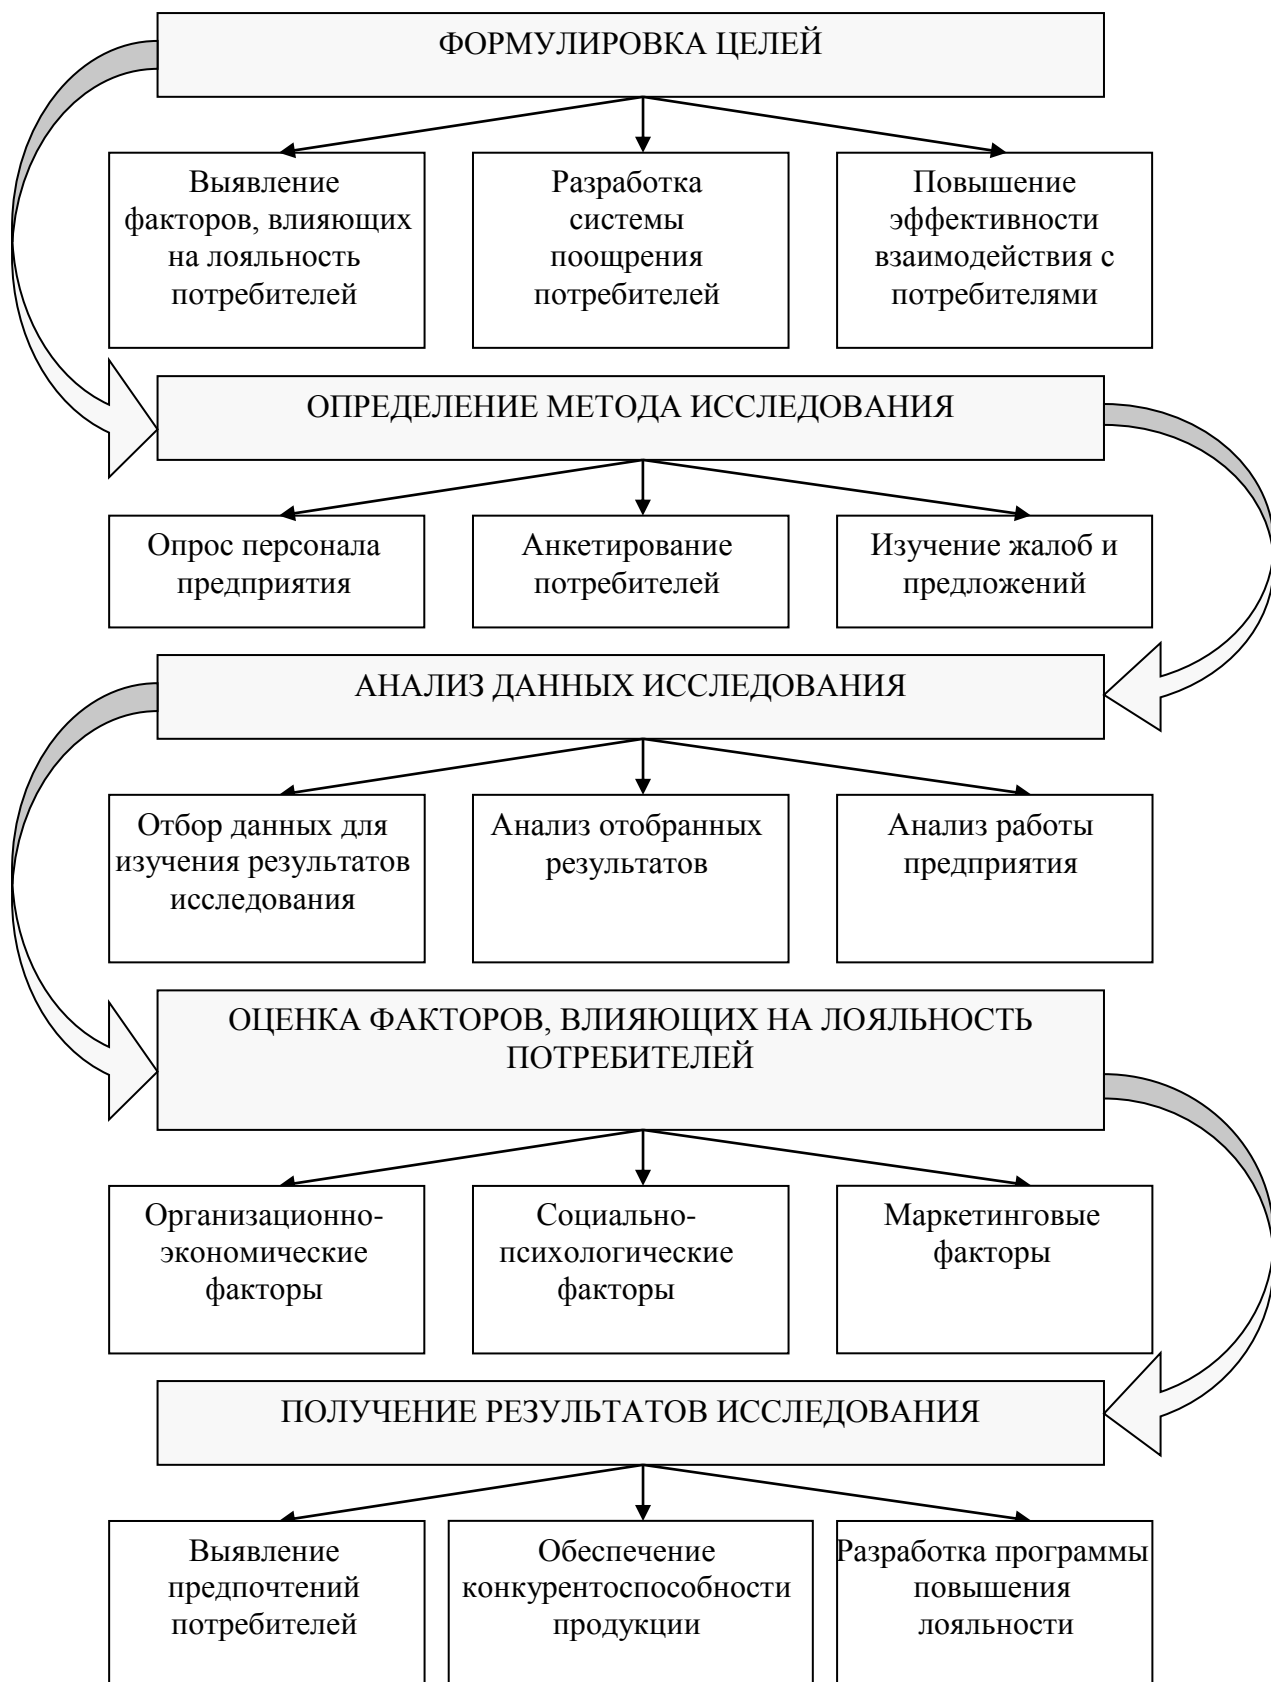 ФОРМУЛИРОВКА ЦЕЛЕЙ
Выявление
факторов, влияющих
на лояльность
потребителей
Разработка
системы
поощрения
потребителей
Повышение
эффективности
взаимодействия с
потребителями
ОПРЕДЕЛЕНИЕ МЕТОДА ИССЛЕДОВАНИЯ
Опрос персонала
предприятия
Анкетирование
потребителей
Изучение жалоб и
предложений
АНАЛИЗ ДАННЫХ ИССЛЕДОВАНИЯ
Отбор данных для
изучения результатов
исследования
Анализ отобранных
результатов
Анализ работы
предприятия
ОЦЕНКА ФАКТОРОВ, ВЛИЯЮЩИХ НА ЛОЯЛЬНОСТЬ
ПОТРЕБИТЕЛЕЙ
Организационно-
экономические
факторы
Социально-
психологические
факторы
Маркетинговые
факторы
ПОЛУЧЕНИЕ РЕЗУЛЬТАТОВ ИССЛЕДОВАНИЯ
Выявление
предпочтений
потребителей
Обеспечение
конкурентоспособности
продукции
Разработка программы
повышения
лояльности